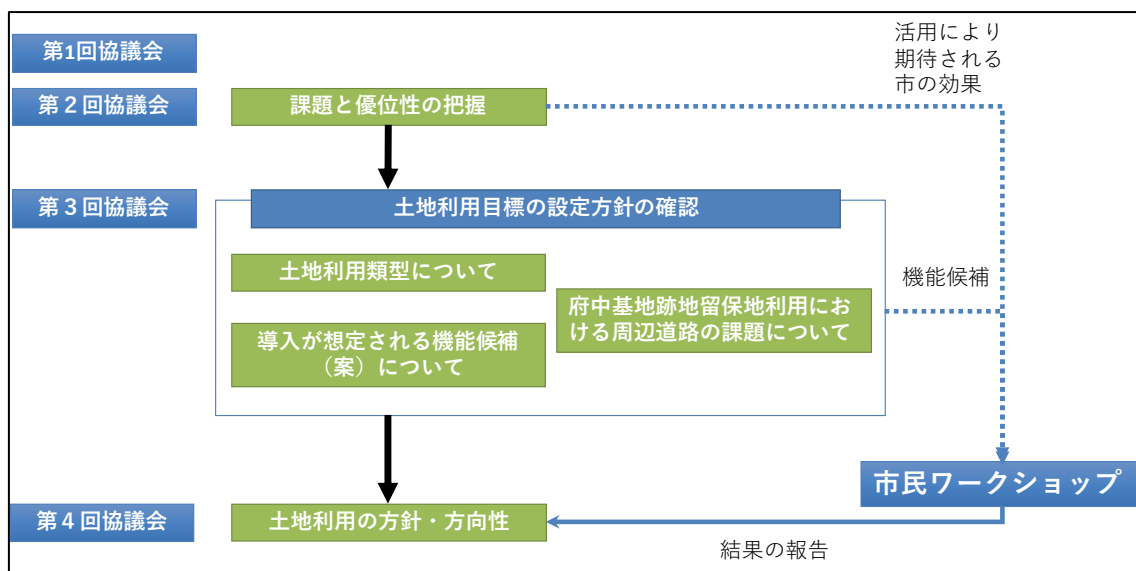 第1回協議会
活用により
期待される
市の効果
第２回協議会
課題と優位性の把握
第３回協議会
土地利用目標の設定方針の確認
土地利用類型について
導入が想定される機能候補
（案）について
府中基地跡地留保地利用にお
ける周辺道路の課題について
機能候補
市民ワークショップ
第４回協議会
土地利用の方針・方向性
結果の報告